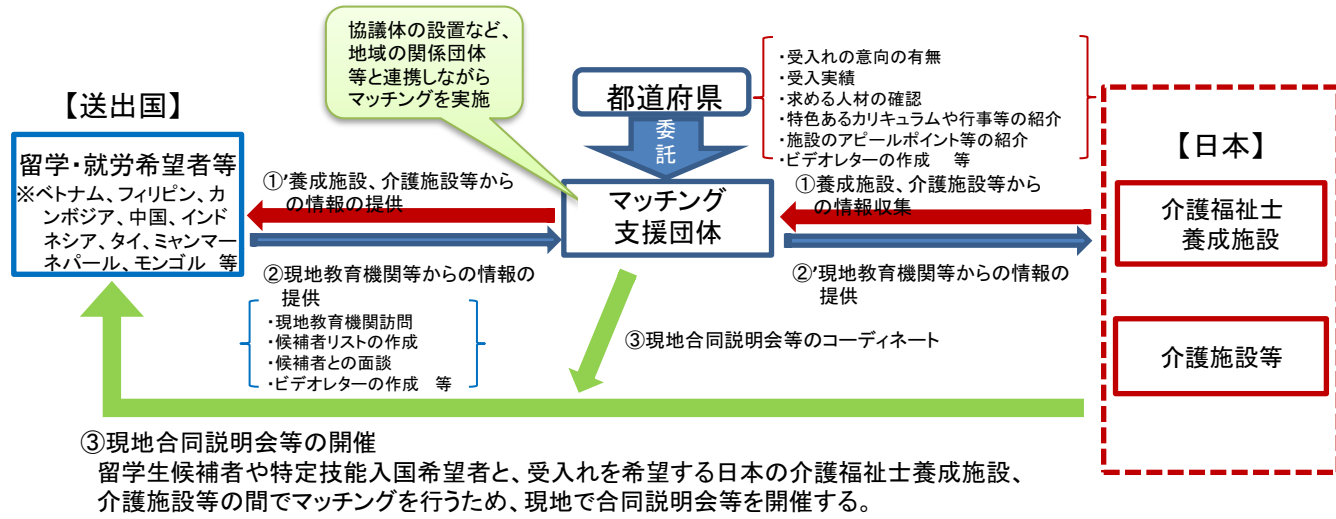 協議体の設置など、
地域の関係団体
等と連携しながら
マッチングを実施
都道府県
委
託
・受入れの意向の有無
・受入実績
・求める人材の確認
・特色あるカリキュラムや行事等の紹介
・施設のアピールポイント等の紹介
・ビデオレターの作成　等
【送出国】
留学・就労希望者等
※ベトナム、フィリピン、カ
ンボジア、中国、インド
ネシア、タイ、ミャンマー
ネパール、モンゴル　等
①’養成施設、介護施設等から
の情報の提供
マッチング
支援団体
①養成施設、介護施設等から
の情報収集
【日本】
介護福祉士
養成施設
介護施設等
②現地教育機関等からの情報の
提供
・現地教育機関訪問
・候補者リストの作成
・候補者との面談
・ビデオレターの作成　等
②’現地教育機関等からの情報の
提供
③現地合同説明会等のコーディネート
③現地合同説明会等の開催
留学生候補者や特定技能入国希望者と、受入れを希望する日本の介護福祉士養成施設、
介護施設等の間でマッチングを行うため、現地で合同説明会等を開催する。